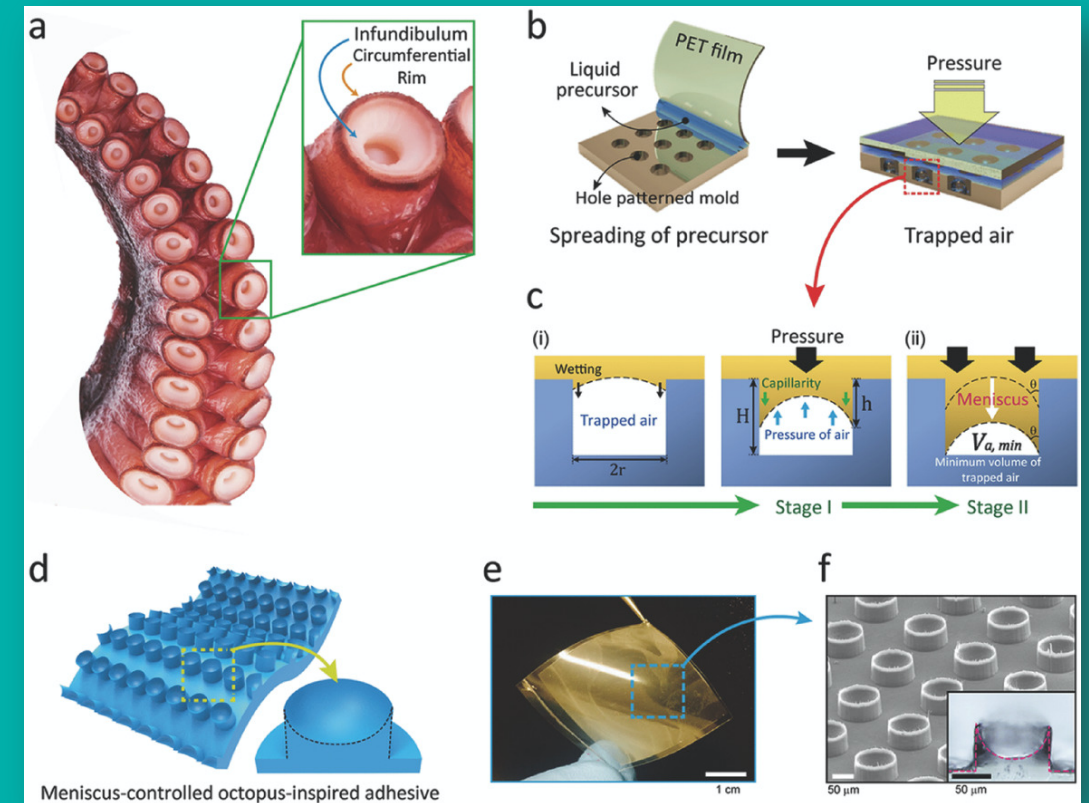 a
Infundibulum
Circumferential
Rim
b
PET film
Liquid
precursor
Hole patterned mold
Spreading of precursor
Pressure
Trapped air
c
(i)
Wetting
Trapped air
2r
Pressure
Capillarity
H
h
Pressure of air
(ii)
θ
Meniscus
θ
Va, min
Minimum volume of
trapped air
Stage I
Stage II
d
Meniscus-controlled octopus-inspired adhesive
e
1 cm
f
50 μm
50 μm